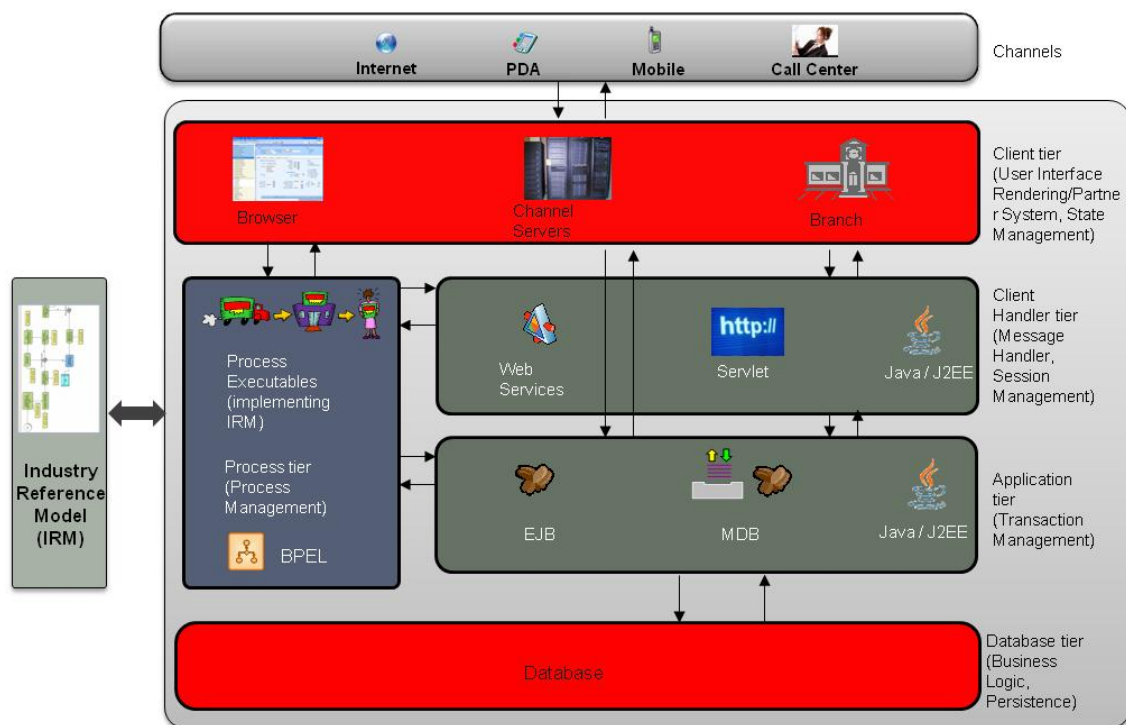 Internet
PDA
Mobile
Call Center
Channels
Browser
Channel
Servers
Branch
Client tier
(User Interface
Rendering/Partne
r System, State
Management)
Industry
Reference
Model
(IRM)
Process
Executables
(implementing
IRM)
Process tier
(Process
Management)
BPEL
Web
Services
http://
Servlet
Java / J2EE
Client
Handler tier
(Message
Handler,
Session
Management)
EJB
MDB
Java / J2EE
Application
tier
(Transaction
Management)
Database
Database tier
(Business
Logic,
Persistence)